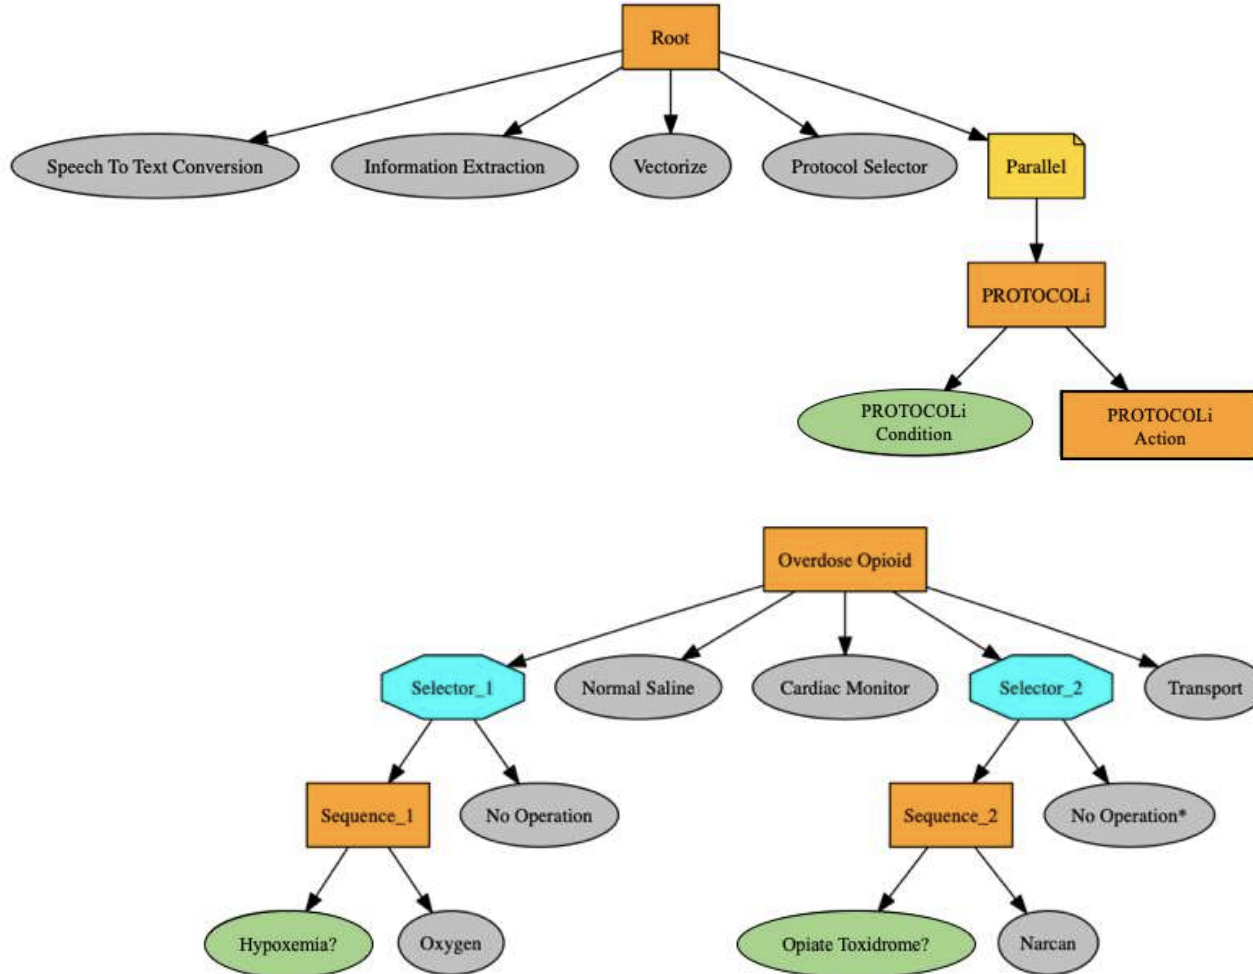 Root
Speech To Text Conversion
Information Extraction
Vectorize
Protocol Selector
Parallel
PROTOCOLi
PROTOCOLi
Condition
PROTOCOLi
Action
Overdose Opioid
Selector_1
Normal Saline
Cardiac Monitor
Selector_2
Transport
Sequence_1
No Operation
Sequence_2
No Operation*
Hypoxemia?
Oxygen
Opiate Toxidrome?
Narcan